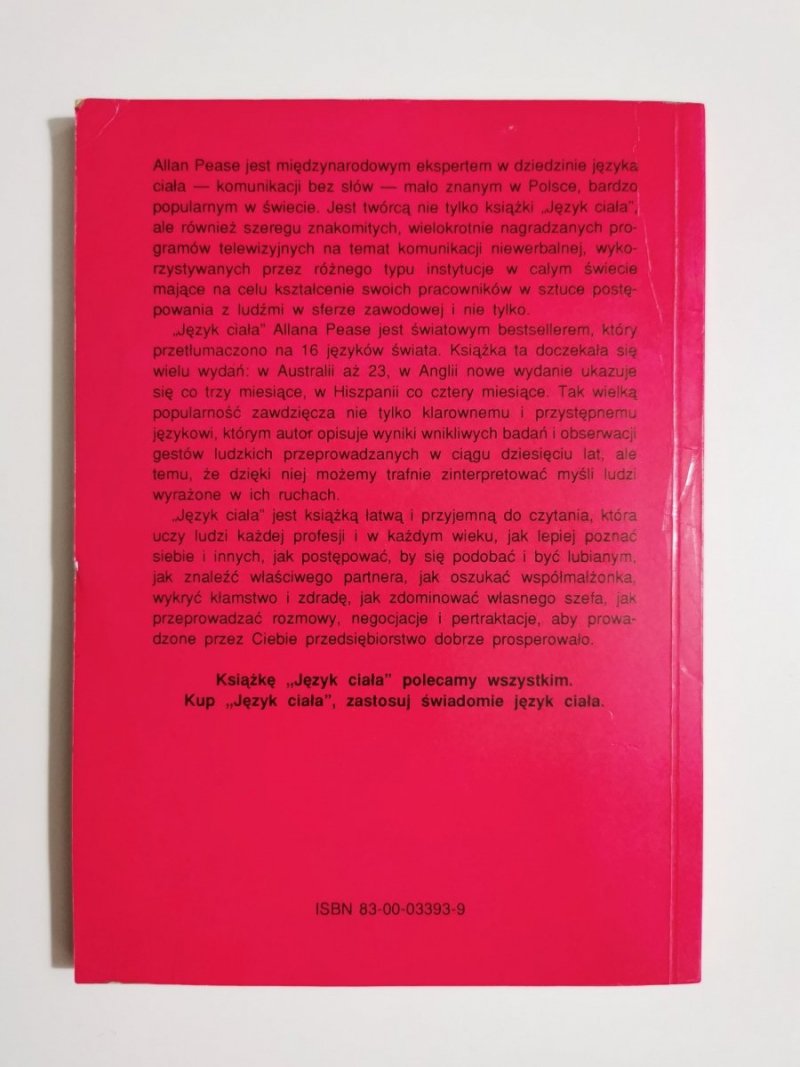 Allan Pease jest międzynarodowym ekspertem w dziedzinie języka
ciała — komunikacji bez słów — mało znanym w Polsce, bardzo
popularnym w świecie. Jest twórcą nie tylko książki „Język ciała”,
ale również szeregu znakomitych, wielokrotnie nagradzanych pro-
gramów telewizyjnych na temat komunikacji niewerbalnej, wyko-
rzystywanych przez różnego typu instytucje w calym świecie
mające na celu kształcenie swoich pracowników w sztuce postę-
powania z ludźmi w sferze zawodowej i nie tylko.
„Język ciała” Allana Pease jest światowym bestsellerem, który
przetłumaczono na 16 języków świata. Książka ta doczekała się
wielu wydań: w Australii aż 23, w Anglii nowe wydanie ukazuje
się co trzy miesiące, w Hiszpanii co cztery miesiące. Tak wielką
popularność zawdzięcza nie tylko klarownemu i przystępnemu
językowi, którym autor opisuje wyniki wnikliwych badań i obserwacji
gestów ludzkich przeprowadzanych w ciągu dziesięciu lat, ale
temu, że dzięki niej możemy trafnie zinterpretować myśli ludzi
wyrażone w ich ruchach.
„Język ciała” jest książką łatwą i przyjemną do czytania, która
uczy ludzi każdej profesji i w każdym wieku, jak lepiej poznać
siebie i innych, jak postępować, by się podobać i być lubianym,
jak znaleźć właściwego partnera, jak oszukać współmałżonka,
wykryć kłamstwo i zdradę, jak zdominować własnego szefa, jak
przeprowadzać rozmowy, negocjacje i pertraktacje, aby prowa-
dzone przez Ciebie przedsiębiorstwo dobrze prosperowało.
Książkę „Język ciała” polecamy wszystkim.
Kup „Język ciała”, zastosuj świadomie język ciała.
ISBN 83-00-03393-9